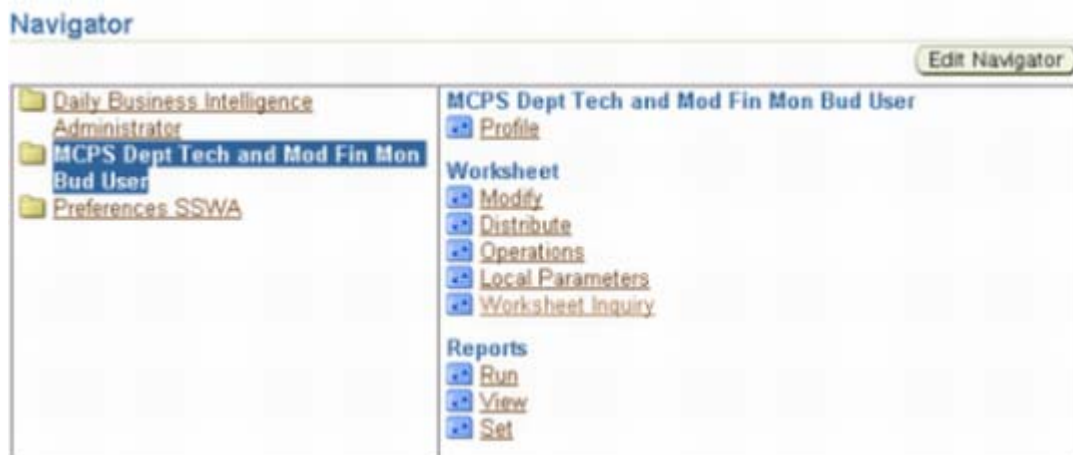 Navigator
Edit Navigator
Daily Business Intelligence
Administrator
MCPS Dept Tech and Mod Fin Mon
Bud User
Preferences SSWA
MCPS Dept Tech and Mod Fin Mon Bud User
Profile
Worksheet
Modify
Distribute
Operations
Local Parameters
Worksheet Inquiry
Reports
Run
View
Set